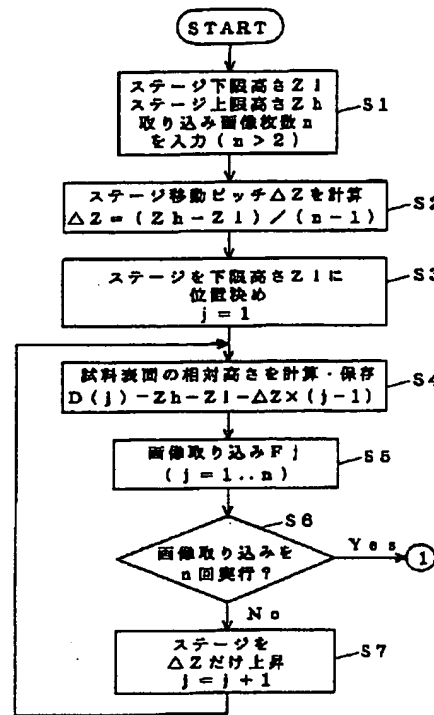 START
ステージ下限高さZl
ステージ上限高さZh
取り込み画像枚数n
を入力(n>2)
S1
ステージ移動ピッチΔZを計算
ΔZ=(Zh-Zl)/(n-1)
S2
ステージを下限高さZlに
位置決め
j=1
S3
試料表面の相対高さを計算・保存
D(j)=Zh-Zl-ΔZ×(j-1)
S4
画像取り込みFj
(j=1..n)
S5
S6
画像取り込みを
n回実行?
Yes
1
No
ステージを
ΔZだけ上昇
j=j+1
S7